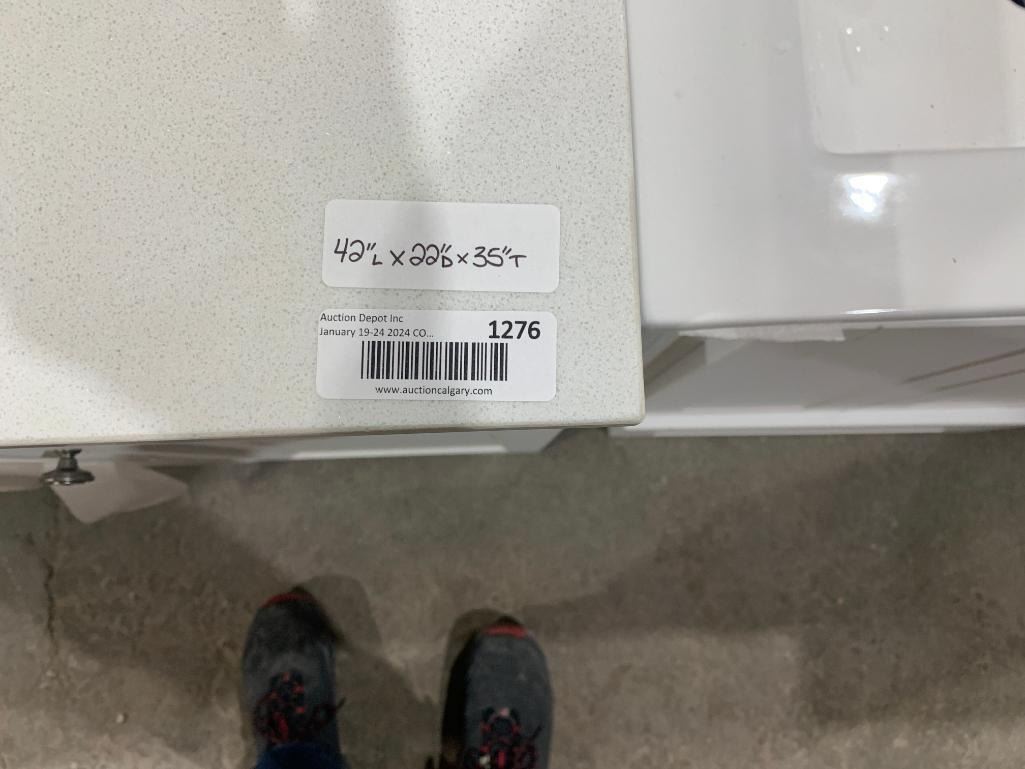 42"L x 22"D x 35"T
Auction Depot Inc
January 19-24 2024 CO... 1276
www.auctioncalgary.com